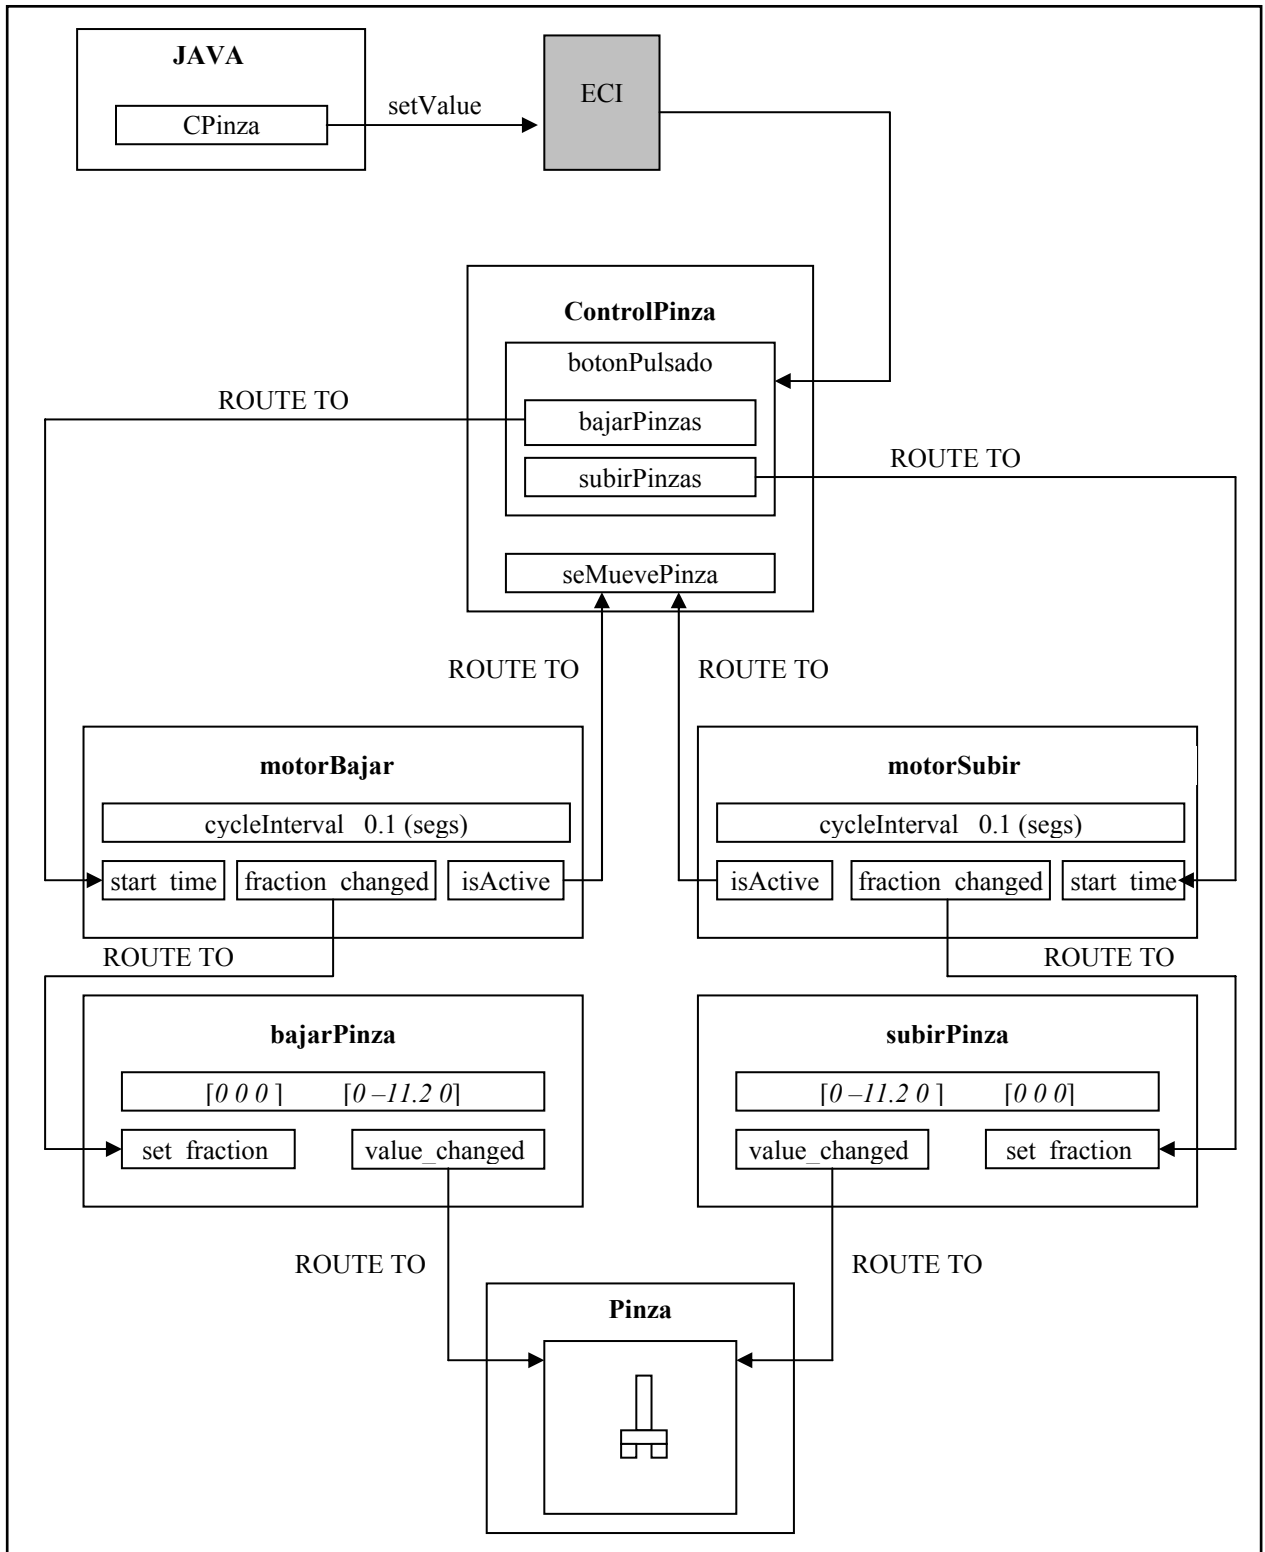 JAVA
CPinza
setValue
ECI
ControlPinza
botonPulsado
bajarPinzas
subirPinzas
seMuevePinza
ROUTE TO
ROUTE TO
ROUTE TO
ROUTE TO
motorBajar
cycleInterval 0.1 (segs)
start time
fraction changed
isActive
motorSubir
cycleInterval 0.1 (segs)
isActive
fraction changed
start time
ROUTE TO
ROUTE TO
bajarPinza
[0 0 0] [0 –11.2 0]
set fraction
value_changed
subirPinza
[0 –11.2 0] [0 0 0]
value_changed
set fraction
ROUTE TO
ROUTE TO
Pinza